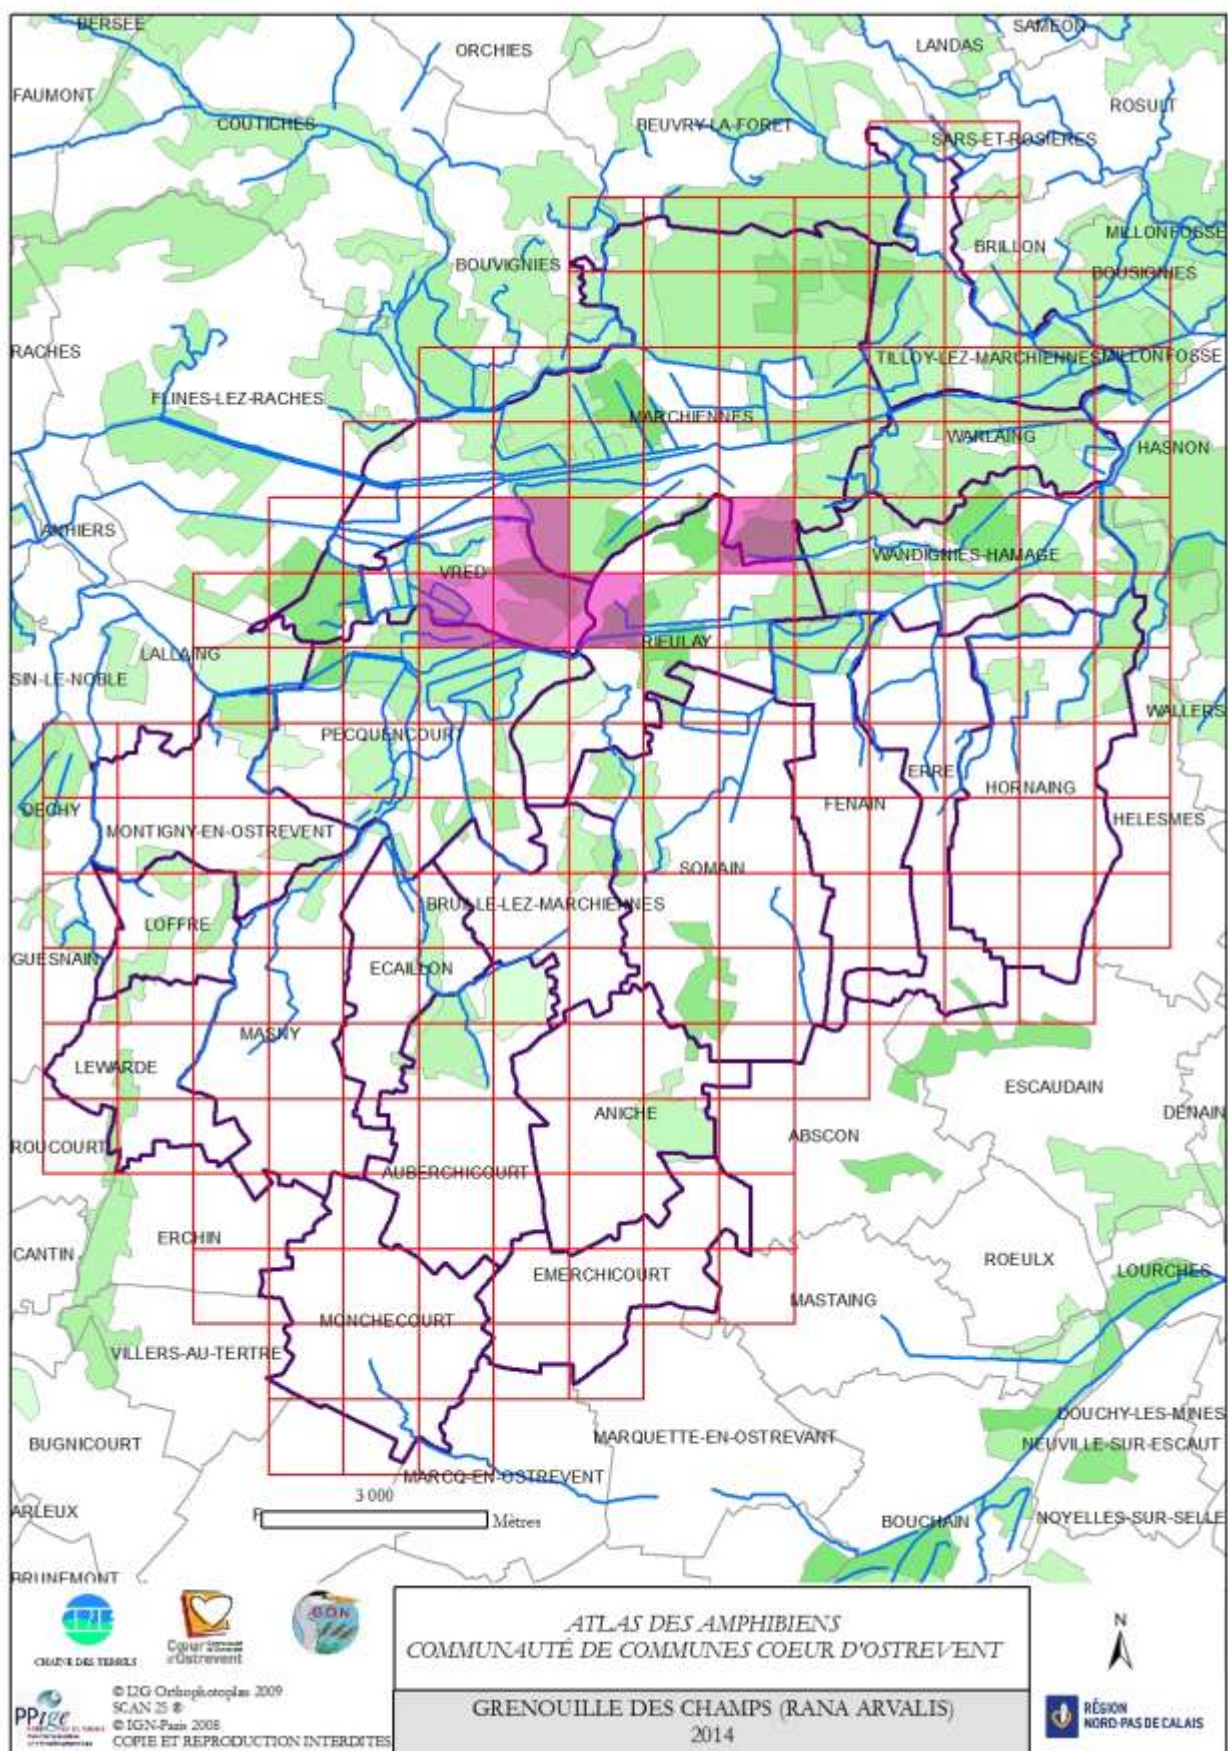 BERSEE
ORCHIES
SAMEON
LANDAS
FAUMONT
ROSULT
COUTICHES
BEUVRY-LA-FORET
SARS-ET-ROSIERES
MILLONFOSSE
BRILLON
BOUVIGNIES
BOUSIGNIES
RACHES
TILLOY-LEZ-MARCHIENNES
MILLONFOSSE
FLINES-LEZ-RACHES
MARCHIENNES
WARLAING
HASNON
ANHIERS
WANDIGNIES-HAMAGE
VRED
RIEULAY
LALLAING
SIN-LE-NOBLE
WALLERS
PECQUENCOURT
ERRE
HORNAING
DECHY
FENAIN
HELESMES
MONTIGNY-EN-OSTREVENT
SOMAIN
BRUILLE-LEZ-MARCHIENNES
LOFFRE
GUESNAIN
ECAILLON
MASNY
LEWARDE
ESCAUDAIN
ANICHE
DENAIN
ABSCON
ROUCOURT
AUBERCHICOURT
ERCHIN
CANTIN
ROEULX
EMERCHICOURT
LOURCHES
MASTAING
MONCHECOURT
VILLERS-AU-TERTRE
DOUCHY-LES-MINES
BUGNICOURT
MARQUETTE-EN-OSTREVANT
NEUVILLE-SUR-ESCAUT
MARCQ-EN-OSTREVENT
3 000
ARLEUX
Mètres
BOUCHAIN
NOYELLES-SUR-SELLE
BRUNEMONT
CPIE
CHAÎNE DES TERRILS
Cœur
d'Ostrevent
GON
ATLAS DES AMPHIBIENS
COMMUNAUTÉ DE COMMUNES COEUR D'OSTREVENT
N
PPige
© I2G Orthophotoplan 2009
SCAN 25 ®
© IGN-Paris 2008
COPIE ET REPRODUCTION INTERDITES
GRENOUILLE DES CHAMPS (RANA ARVALIS)
2014
RÉGION
NORD-PAS DE CALAIS